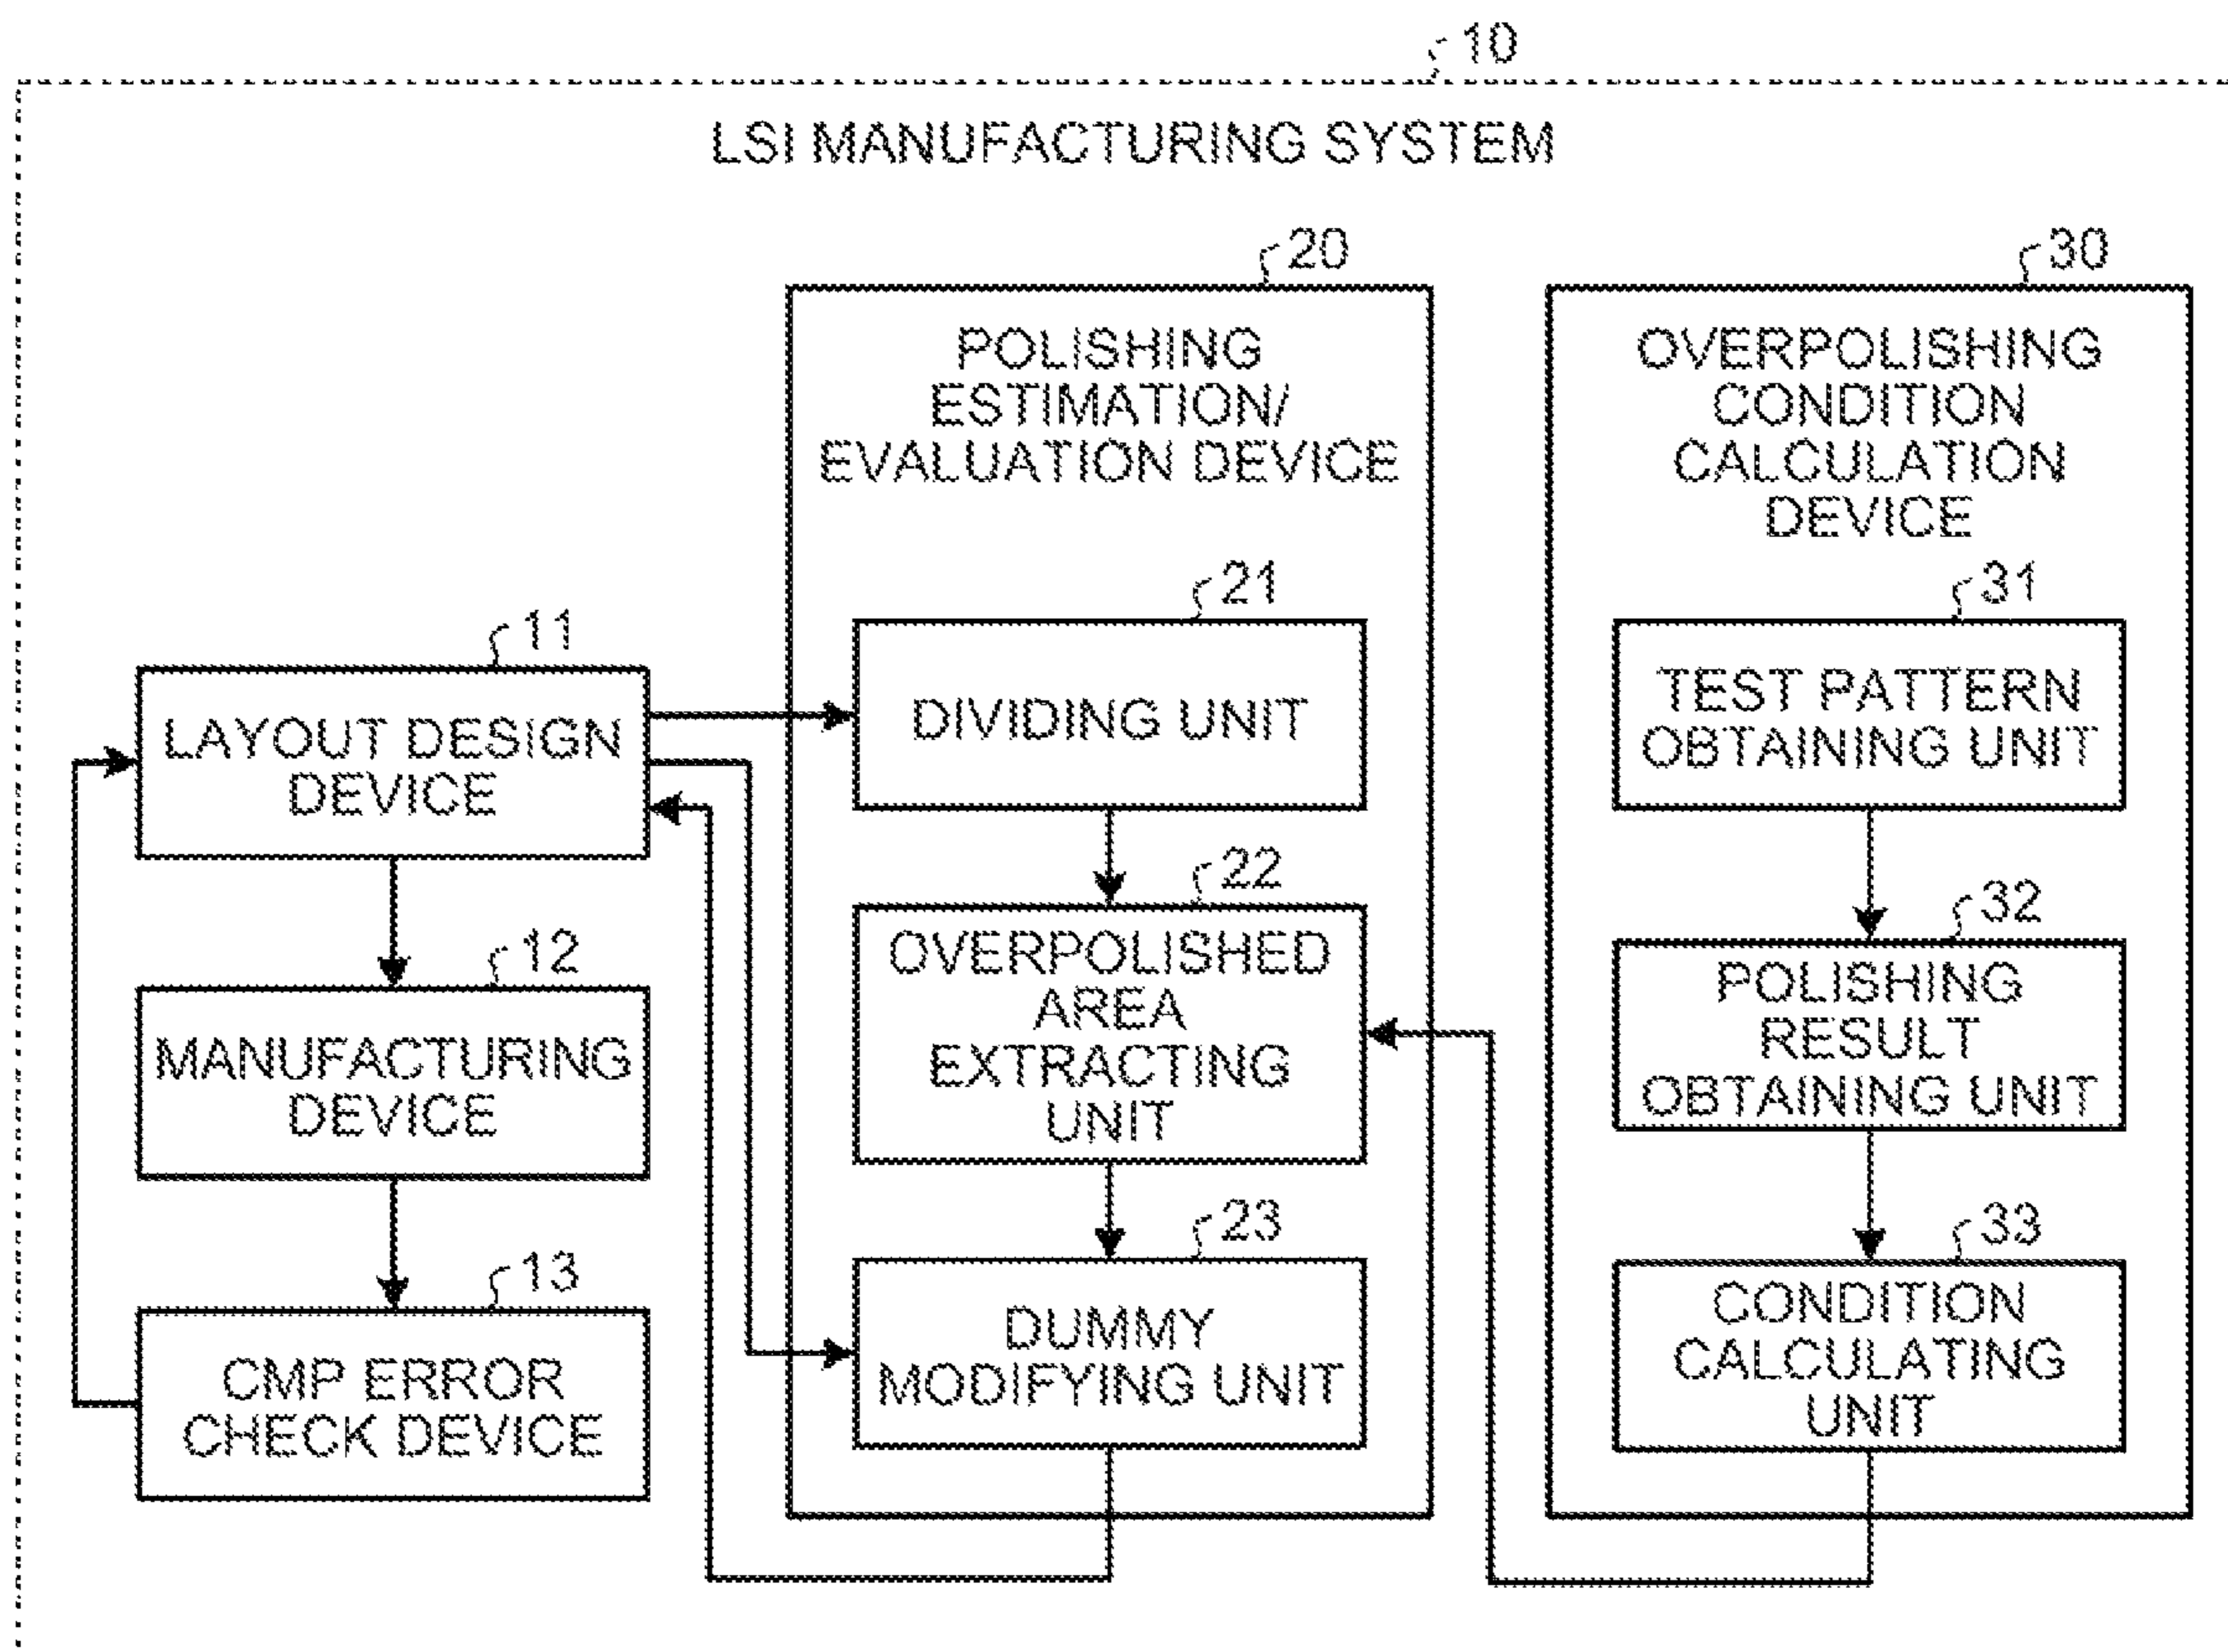 10
LSI MANUFACTURING SYSTEM
20
POLISHING
ESTIMATION/
EVALUATION DEVICE
30
OVERPOLISHING
CONDITION
CALCULATION
DEVICE
11
LAYOUT DESIGN
DEVICE
12
MANUFACTURING
DEVICE
13
CMP ERROR
CHECK DEVICE
21
DIVIDING UNIT
22
OVERPOLISHED
AREA
EXTRACTING
UNIT
23
DUMMY
MODIFYING UNIT
31
TEST PATTERN
OBTAINING UNIT
32
POLISHING
RESULT
OBTAINING UNIT
33
CONDITION
CALCULATING
UNIT